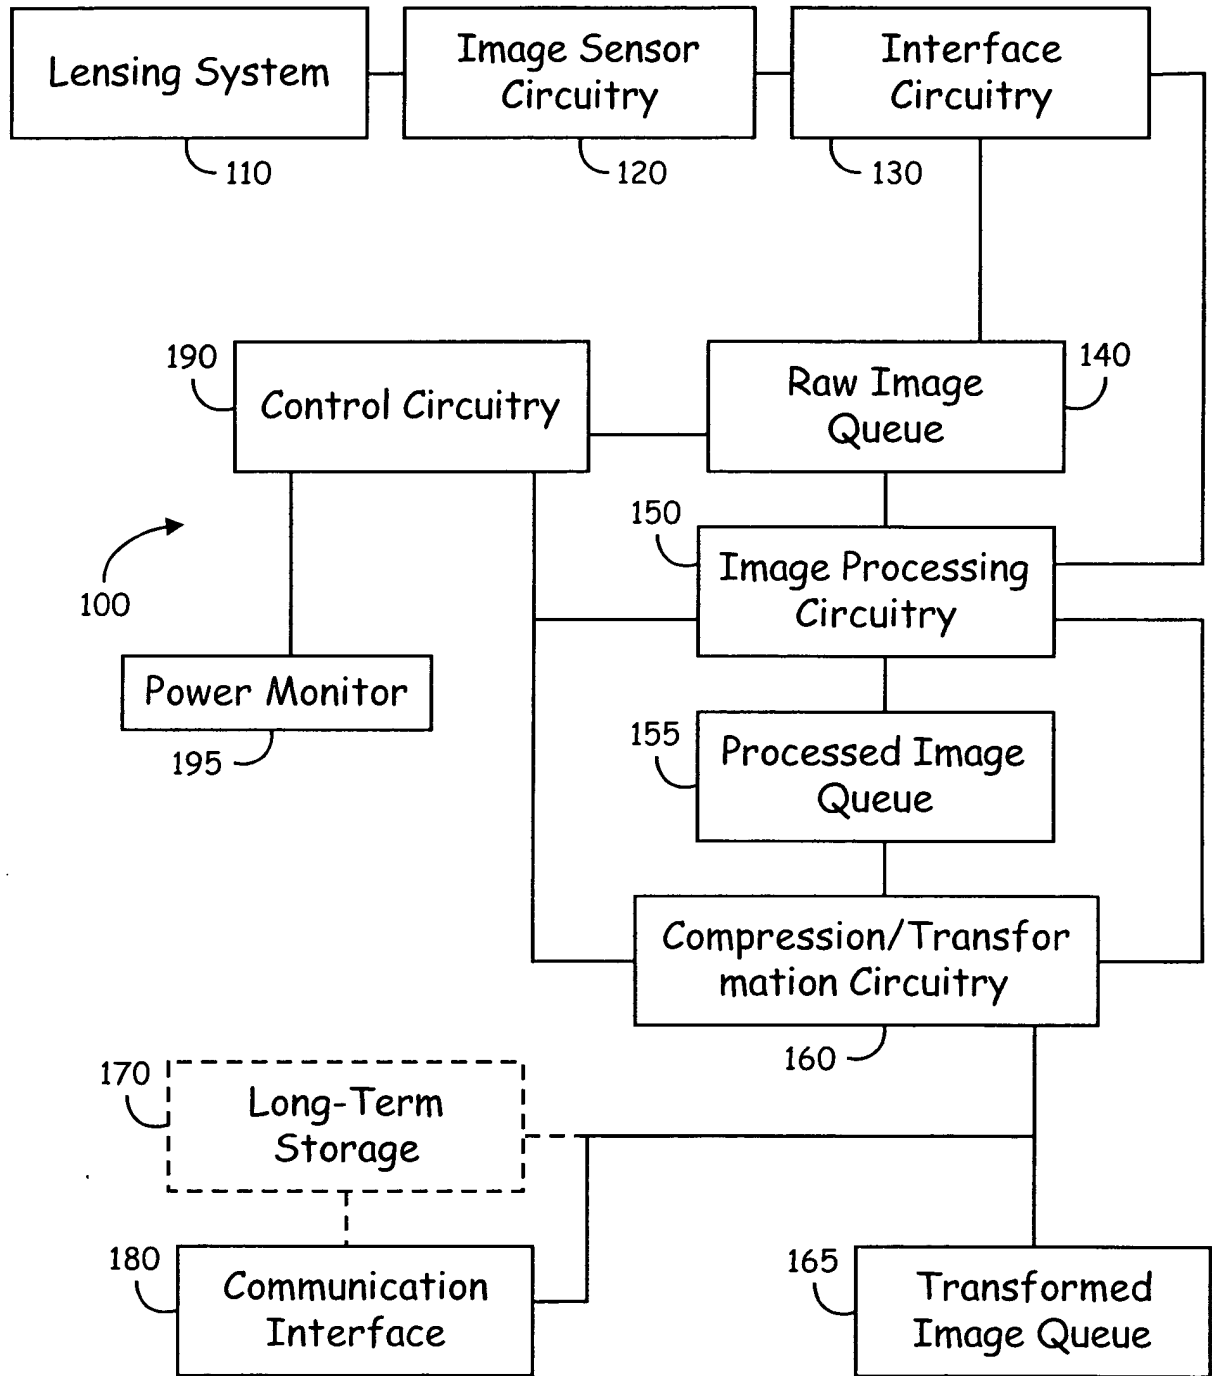 Lensing System
Image Sensor
Circuitry
Interface
Circuitry
110
120
130
190
Control Circuitry
Raw Image
Queue
140
100
150
Image Processing
Circuitry
Power Monitor
195
155
Processed Image
Queue
Compression/Transfor
mation Circuitry
160
170
Long-Term
Storage
180
Communication
Interface
165
Transformed
Image Queue